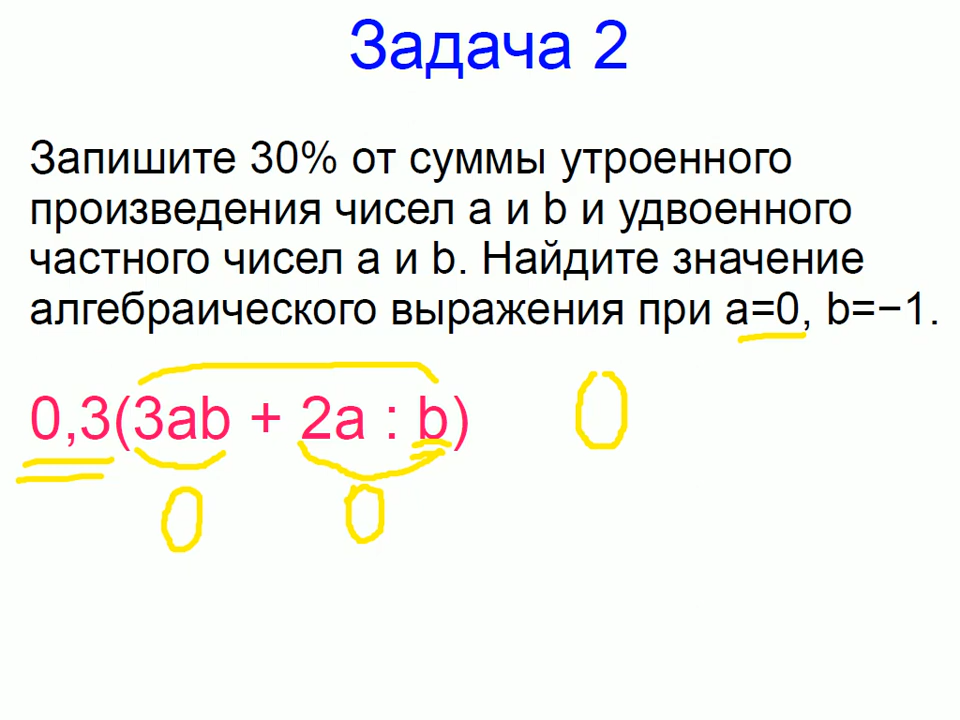 Задача 2
Запишите 30% от суммы утроенного
произведения чисел a и b и удвоенного
частного чисел a и b. Найдите значение
алгебраического выражения при a=0, b=−1.
0,3(3ab + 2a : b) 0
0 0